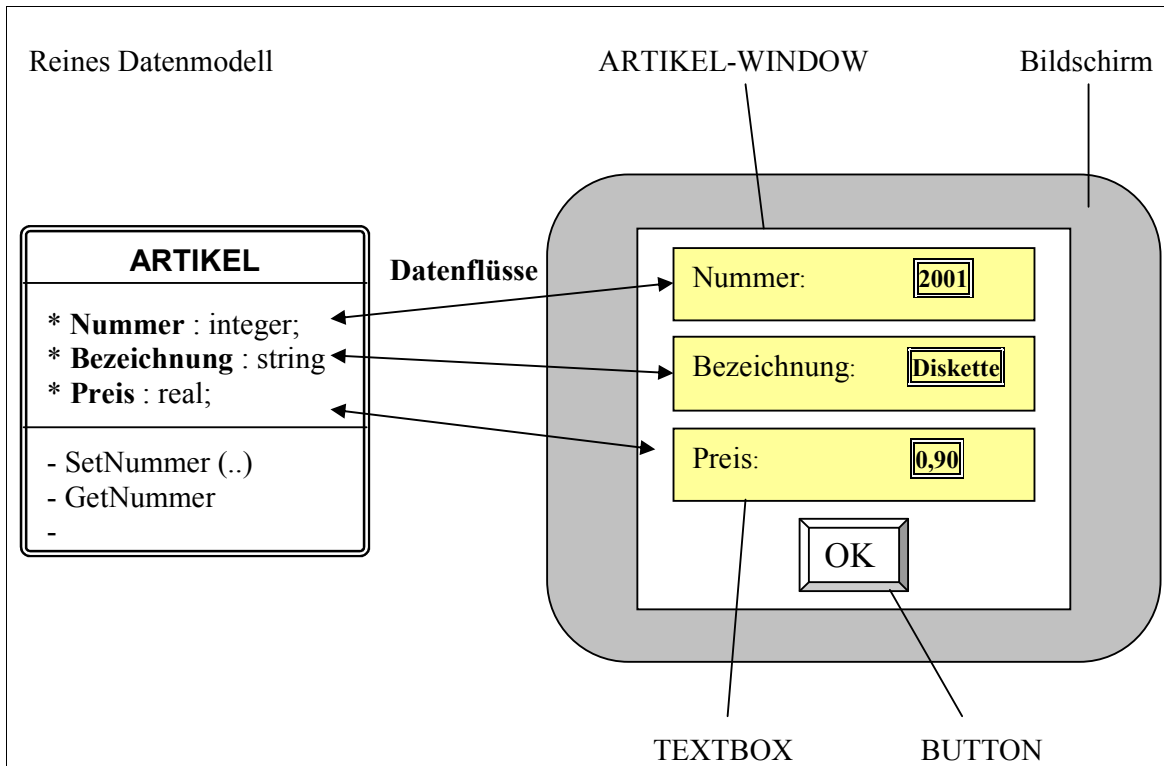 Reines Datenmodell
ARTIKEL-WINDOW
Bildschirm
ARTIKEL
* Nummer : integer;
* Bezeichnung : string
* Preis : real;
- SetNummer (..)
- GetNummer
-
Datenflüsse
Nummer: 2001
Bezeichnung: Diskette
Preis: 0,90
OK
TEXTBOX
BUTTON